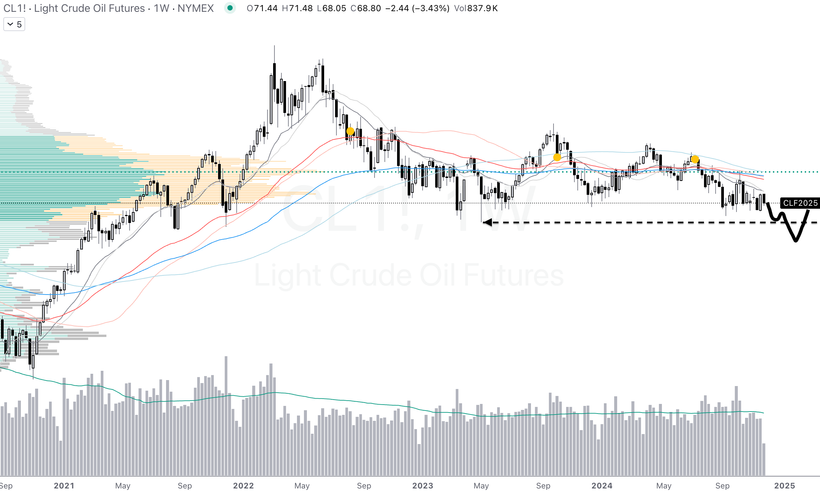 CL1! · Light Crude Oil Futures · 1W · NYMEX O71.44 H71.48 L68.05 C68.80 −2.44 (−3.43%) Vol837.9K
5
CL1!, 1W
CLF2025
Light Crude Oil Futures
Sep 2021 May Sep 2022 May Sep 2023 May Sep 2024 May Sep 2025